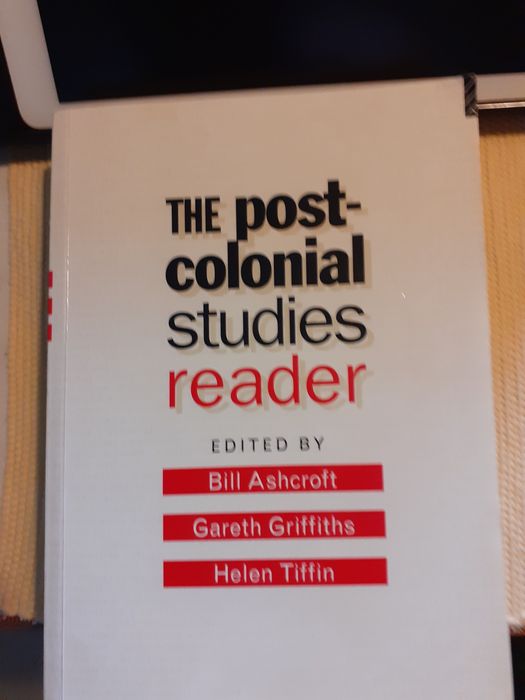 THE post-
colonial
studies
reader
EDITED BY
Bill Ashcroft
Gareth Griffiths
Helen Tiffin